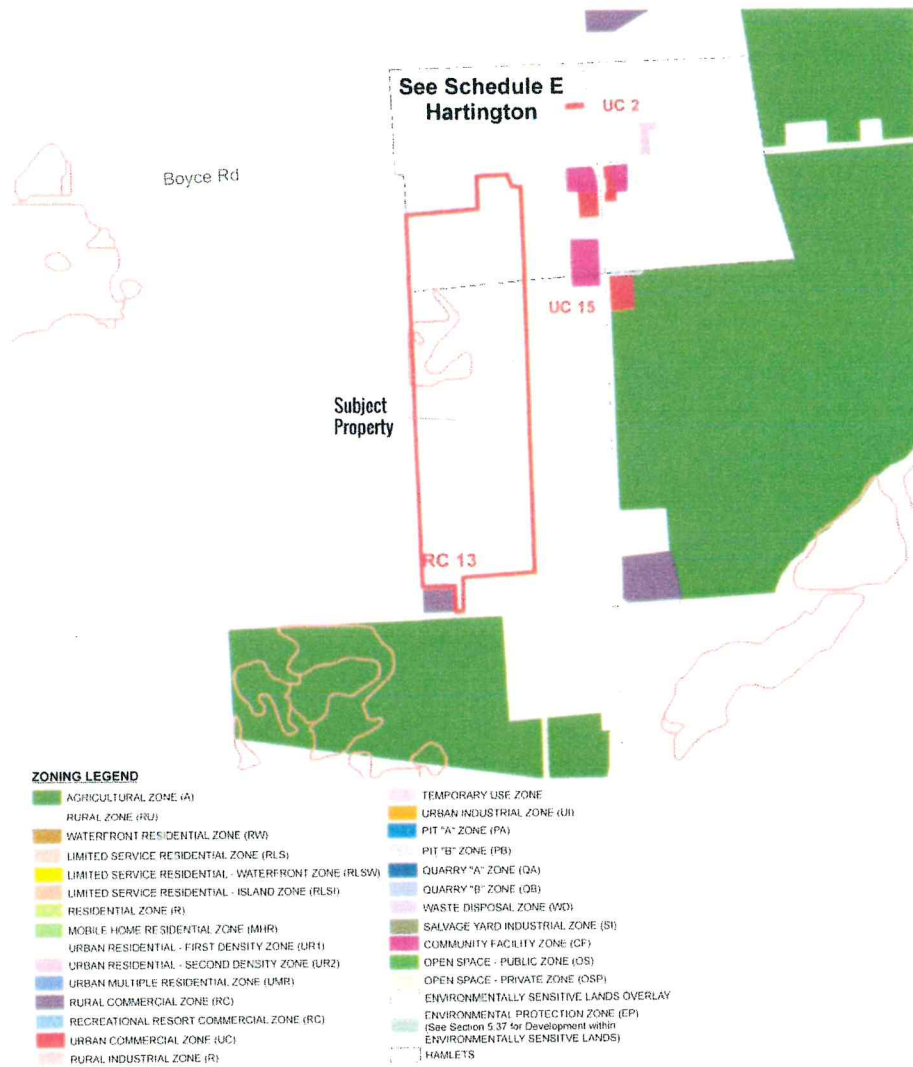 See Schedule E
Hartington
UC 2
Boyce Rd
UC 15
Subject
Property
RC 13
ZONING LEGEND
AGRICULTURAL ZONE (A)
RURAL ZONE (RU)
WATERFRONT RESIDENTIAL ZONE (RW)
LIMITED SERVICE RESIDENTIAL ZONE (RLS)
LIMITED SERVICE RESIDENTIAL - WATERFRONT ZONE (RLSW)
LIMITED SERVICE RESIDENTIAL - ISLAND ZONE (RLSI)
RESIDENTIAL ZONE (R)
MOBILE HOME RESIDENTIAL ZONE (MHR)
URBAN RESIDENTIAL - FIRST DENSITY ZONE (UR1)
URBAN RESIDENTIAL - SECOND DENSITY ZONE (UR2)
URBAN MULTIPLE RESIDENTIAL ZONE (UMR)
RURAL COMMERCIAL ZONE (RC)
RECREATIONAL RESORT COMMERCIAL ZONE (RC)
URBAN COMMERCIAL ZONE (UC)
RURAL INDUSTRIAL ZONE (R)
TEMPORARY USE ZONE
URBAN INDUSTRIAL ZONE (UI)
PIT "A" ZONE (PA)
PIT "B" ZONE (PB)
QUARRY "A" ZONE (QA)
QUARRY "B" ZONE (QB)
WASTE DISPOSAL ZONE (WD)
SALVAGE YARD INDUSTRIAL ZONE (SI)
COMMUNITY FACILITY ZONE (CF)
OPEN SPACE - PUBLIC ZONE (OS)
OPEN SPACE - PRIVATE ZONE (OSP)
ENVIRONMENTALLY SENSITIVE LANDS OVERLAY
ENVIRONMENTAL PROTECTION ZONE (EP)
(See Section 5.37 for Development within
ENVIRONMENTALLY SENSITVE LANDS)
HAMLETS